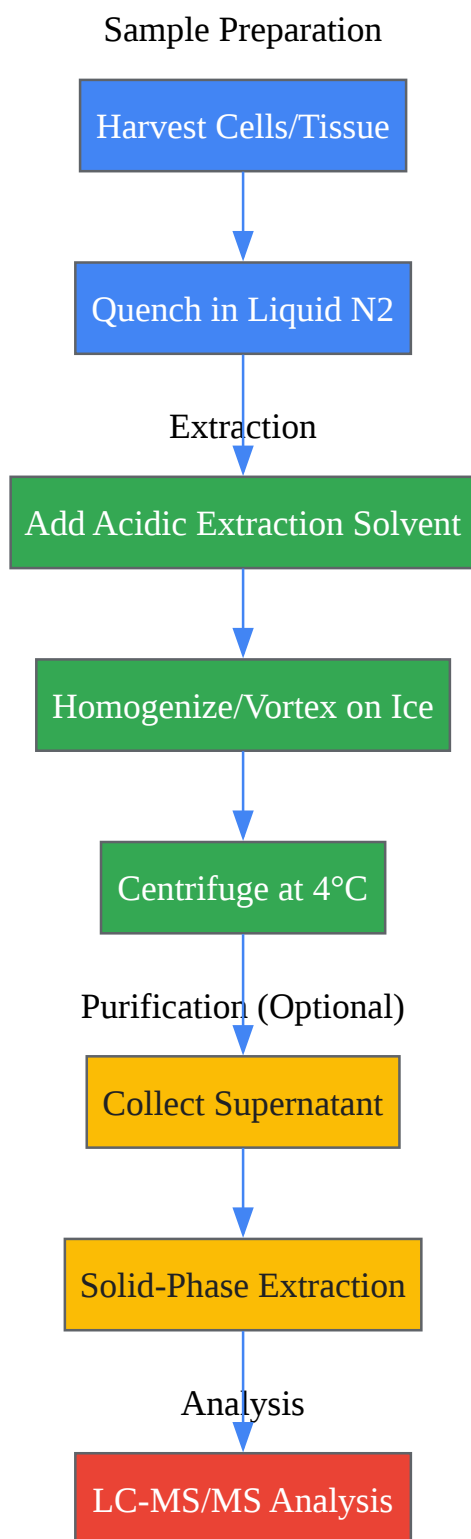 Sample Preparation
Harvest Cells/Tissue
Quench in Liquid N2
Extraction
Add Acidic Extraction Solvent
Homogenize/Vortex on Ice
Centrifuge at 4°C
Purification (Optional)
Collect Supernatant
Solid-Phase Extraction
Analysis
LC-MS/MS Analysis